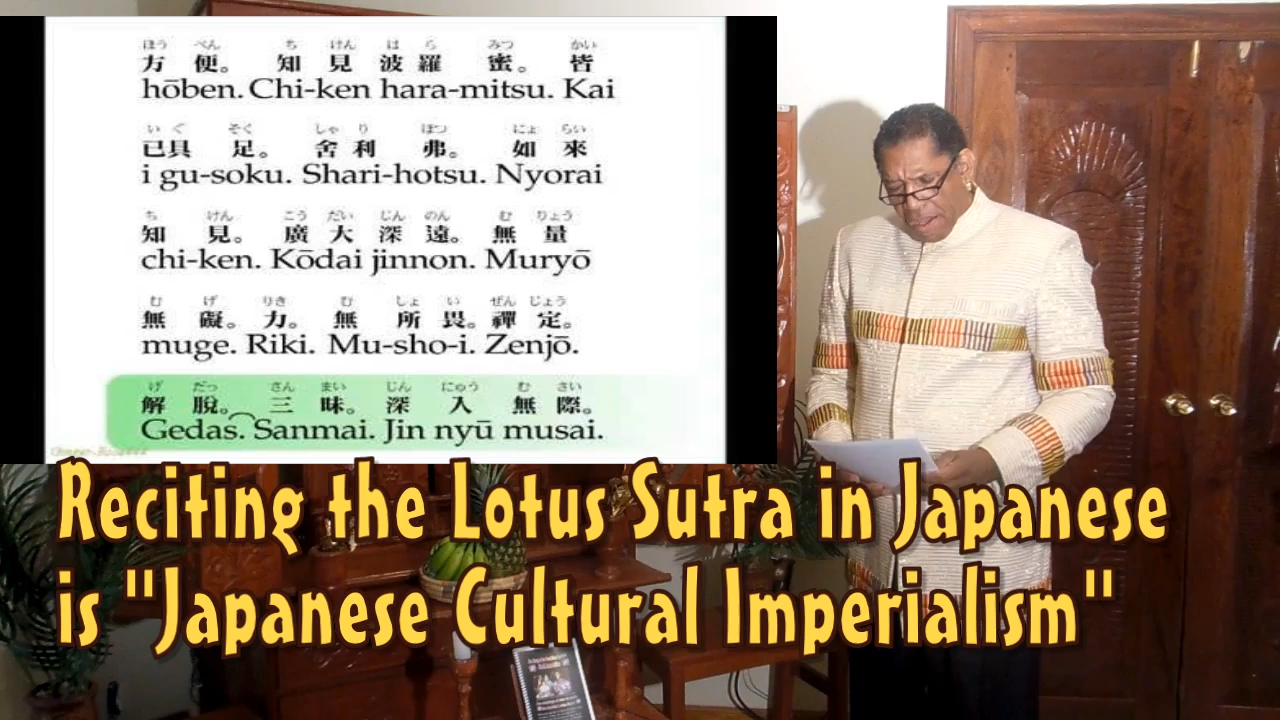 ほう べん ち けん は ら みつ かい
方 便。 知 見 波 羅 蜜。 皆
hōben. Chi-ken hara-mitsu. Kai
い ぐ そく しゃ り ほつ にょ らい
已具 足。 舍 利 弗。 如 來
i gu-soku. Shari-hotsu. Nyorai
ち けん こう だい じん のん む りょう
知 見。 廣 大 深 遠。 無 量
chi-ken. Kōdai jinnon. Muryō
む げ りき む しょ い ぜん じょう
無 礙。 力。 無 所 畏。 禪 定。
muge. Riki. Mu-sho-i. Zenjō.
げ だっ さん まい じん にゅう む さい
解 脫。 三 昧。 深 入 無 際。
Gedas. Sanmai. Jin nyū musai.
Reciting the Lotus Sutra in Japanese
is "Japanese Cultural Imperialism"